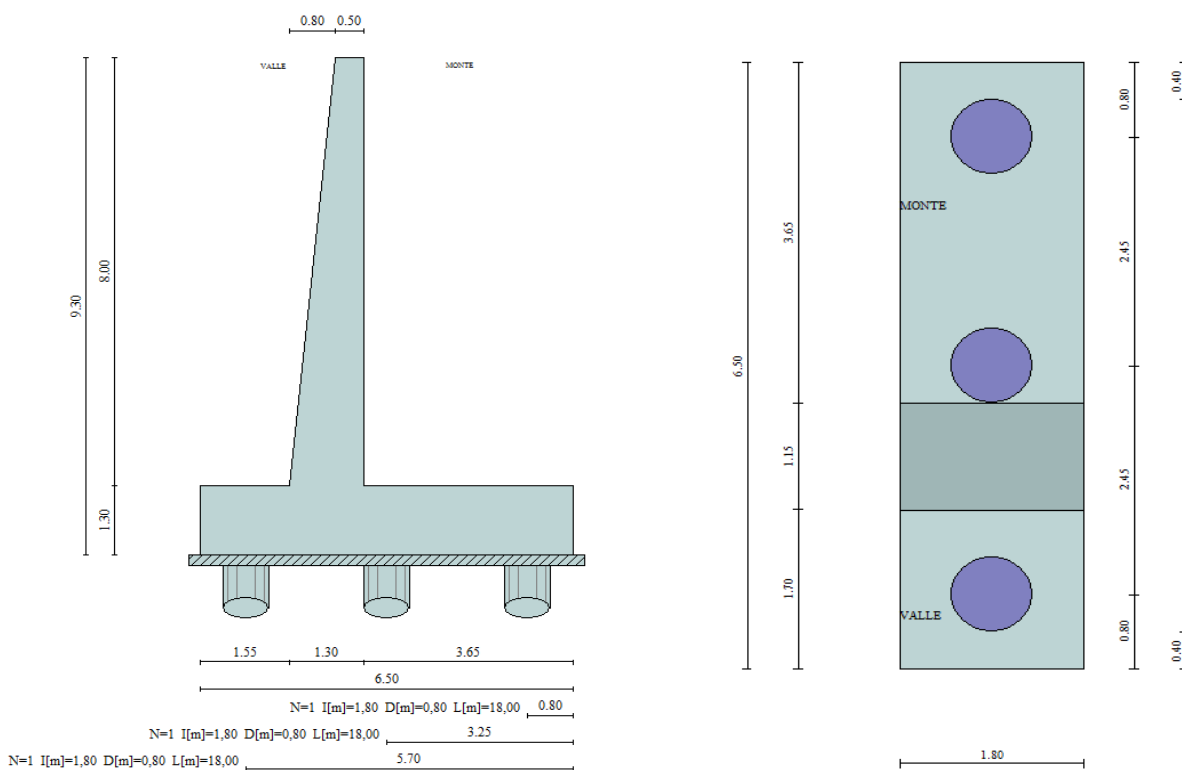 0.80 0.50
VALLE
MONTE
9.30
8.00
1.30
1.55 1.30 3.65
6.50
N=1 I[m]=1,80 D[m]=0,80 L[m]=18,00 0.80
N=1 I[m]=1,80 D[m]=0,80 L[m]=18,00 3.25
N=1 I[m]=1,80 D[m]=0,80 L[m]=18,00 5.70
6.50
3.65
1.15
1.70
MONTE
VALLE
0.80
2.45
2.45
0.80
0.40
0.40
1.80